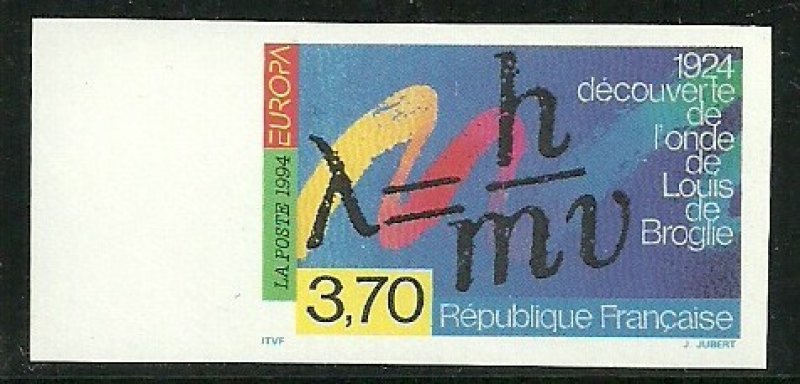 EUROPA
LA POSTE 1994
1924
découverte
de
l'onde
de
Louis
de
Broglie
λ = h
mv
3,70
République Française
ITVF
J. JUBERT